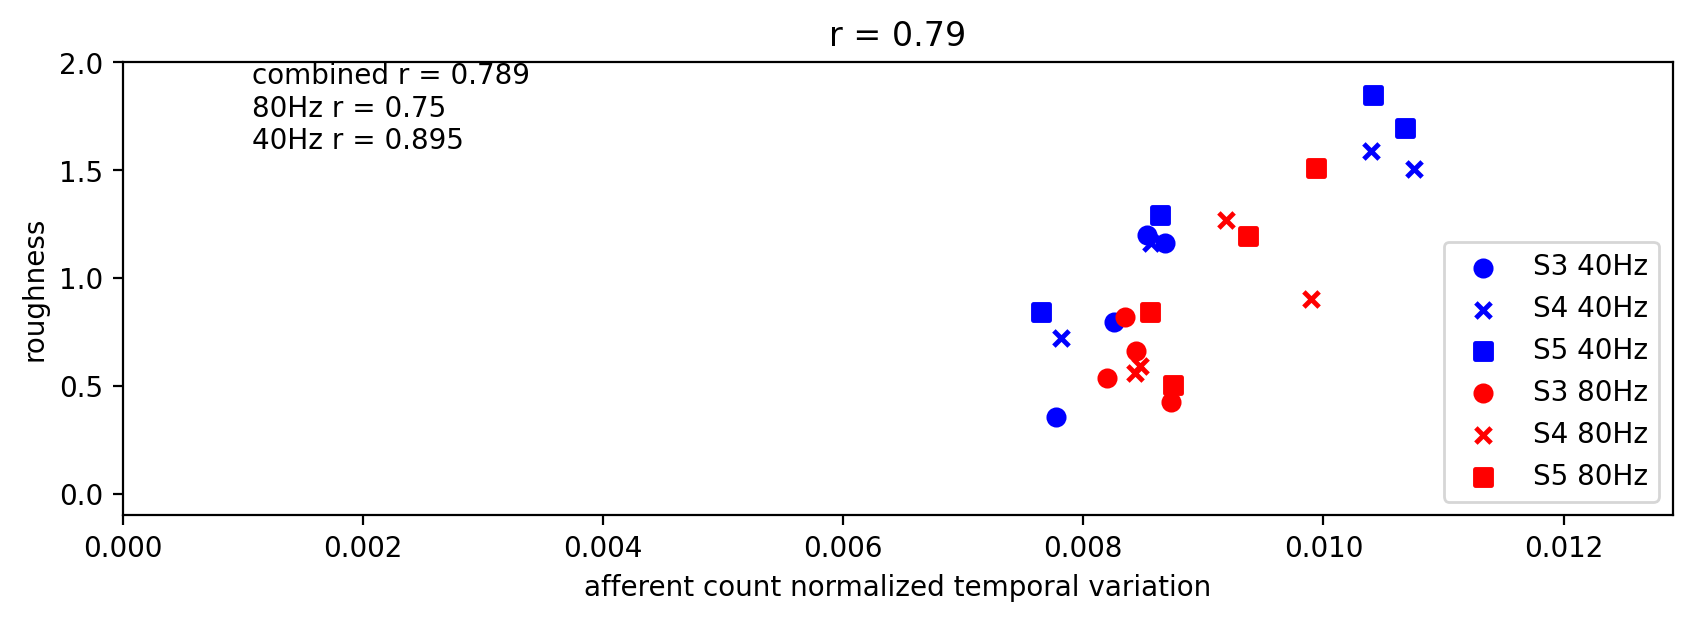 r = 0.79
combined r = 0.789
80Hz r = 0.75
40Hz r = 0.895
2.0
1.5
1.0
0.5
0.0
roughness
S3 40Hz
S4 40Hz
S5 40Hz
S3 80Hz
S4 80Hz
S5 80Hz
0.000 0.002 0.004 0.006 0.008 0.010 0.012
afferent count normalized temporal variation